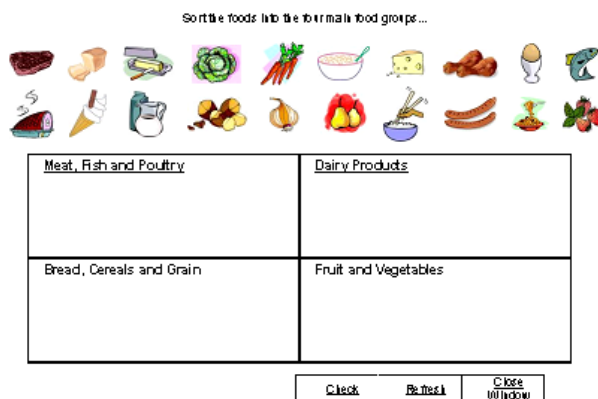 Sort the foods into the four main food groups...
Meat, Fish and Poultry
Dairy Products
Bread, Cereals and Grain
Fruit and Vegetables
Check
Refresh
Close
Window